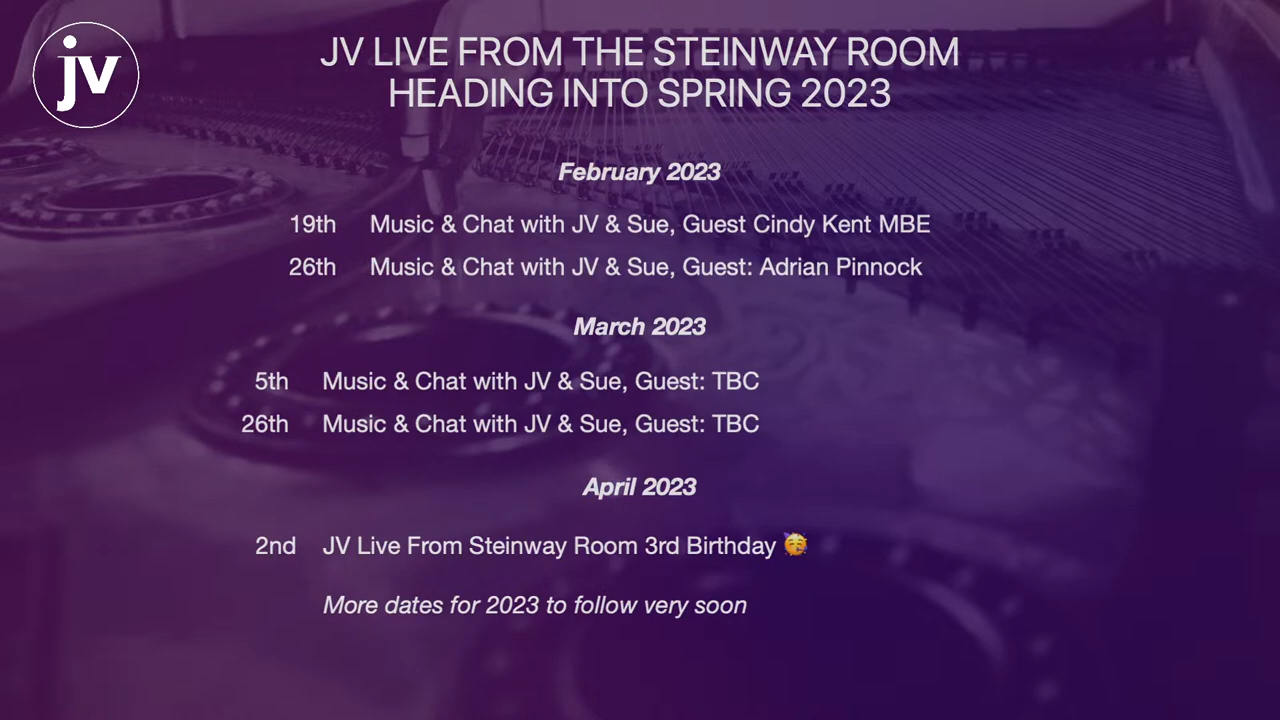 jv
JV LIVE FROM THE STEINWAY ROOM
HEADING INTO SPRING 2023
February 2023
19th Music & Chat with JV & Sue, Guest Cindy Kent MBE
26th Music & Chat with JV & Sue, Guest: Adrian Pinnock
March 2023
5th Music & Chat with JV & Sue, Guest: TBC
26th Music & Chat with JV & Sue, Guest: TBC
April 2023
2nd JV Live From Steinway Room 3rd Birthday 🥳
More dates for 2023 to follow very soon